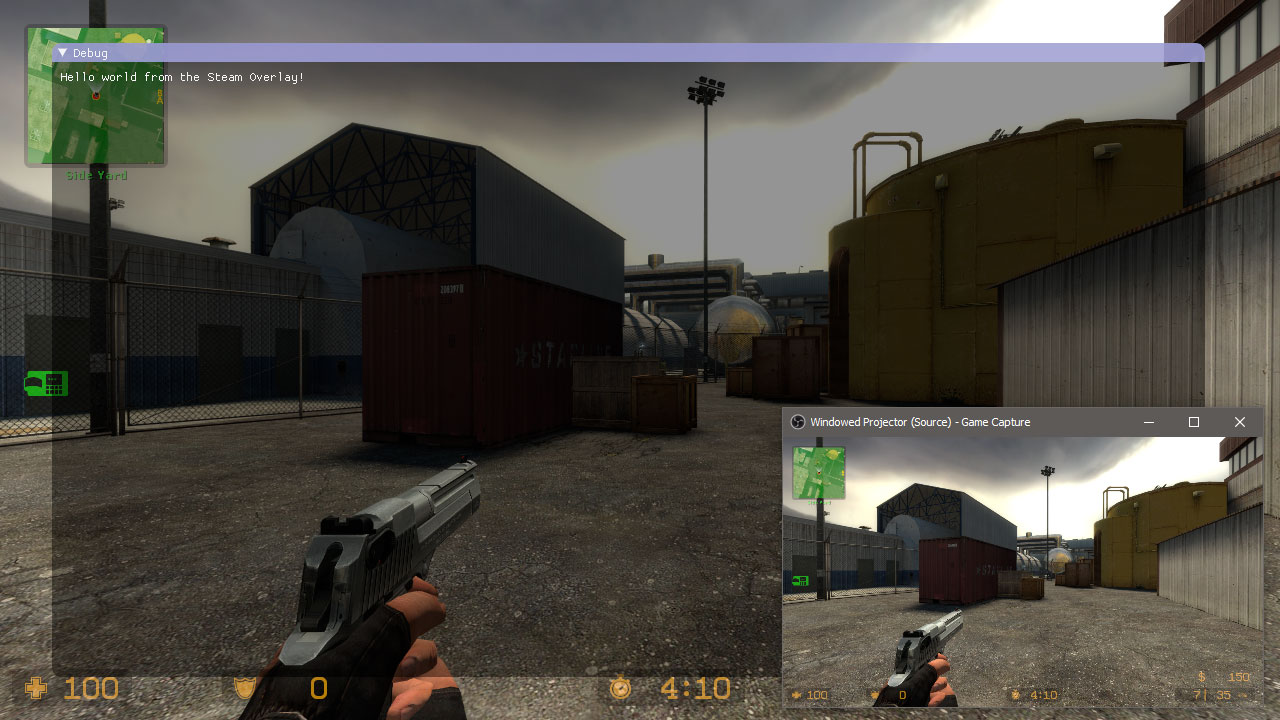 Debug
Hello world from the Steam Overlay!
Side Yard
100
0
4:10
Windowed Projector (Source) - Game Capture
100
0
4:10
$ 150
7| 35